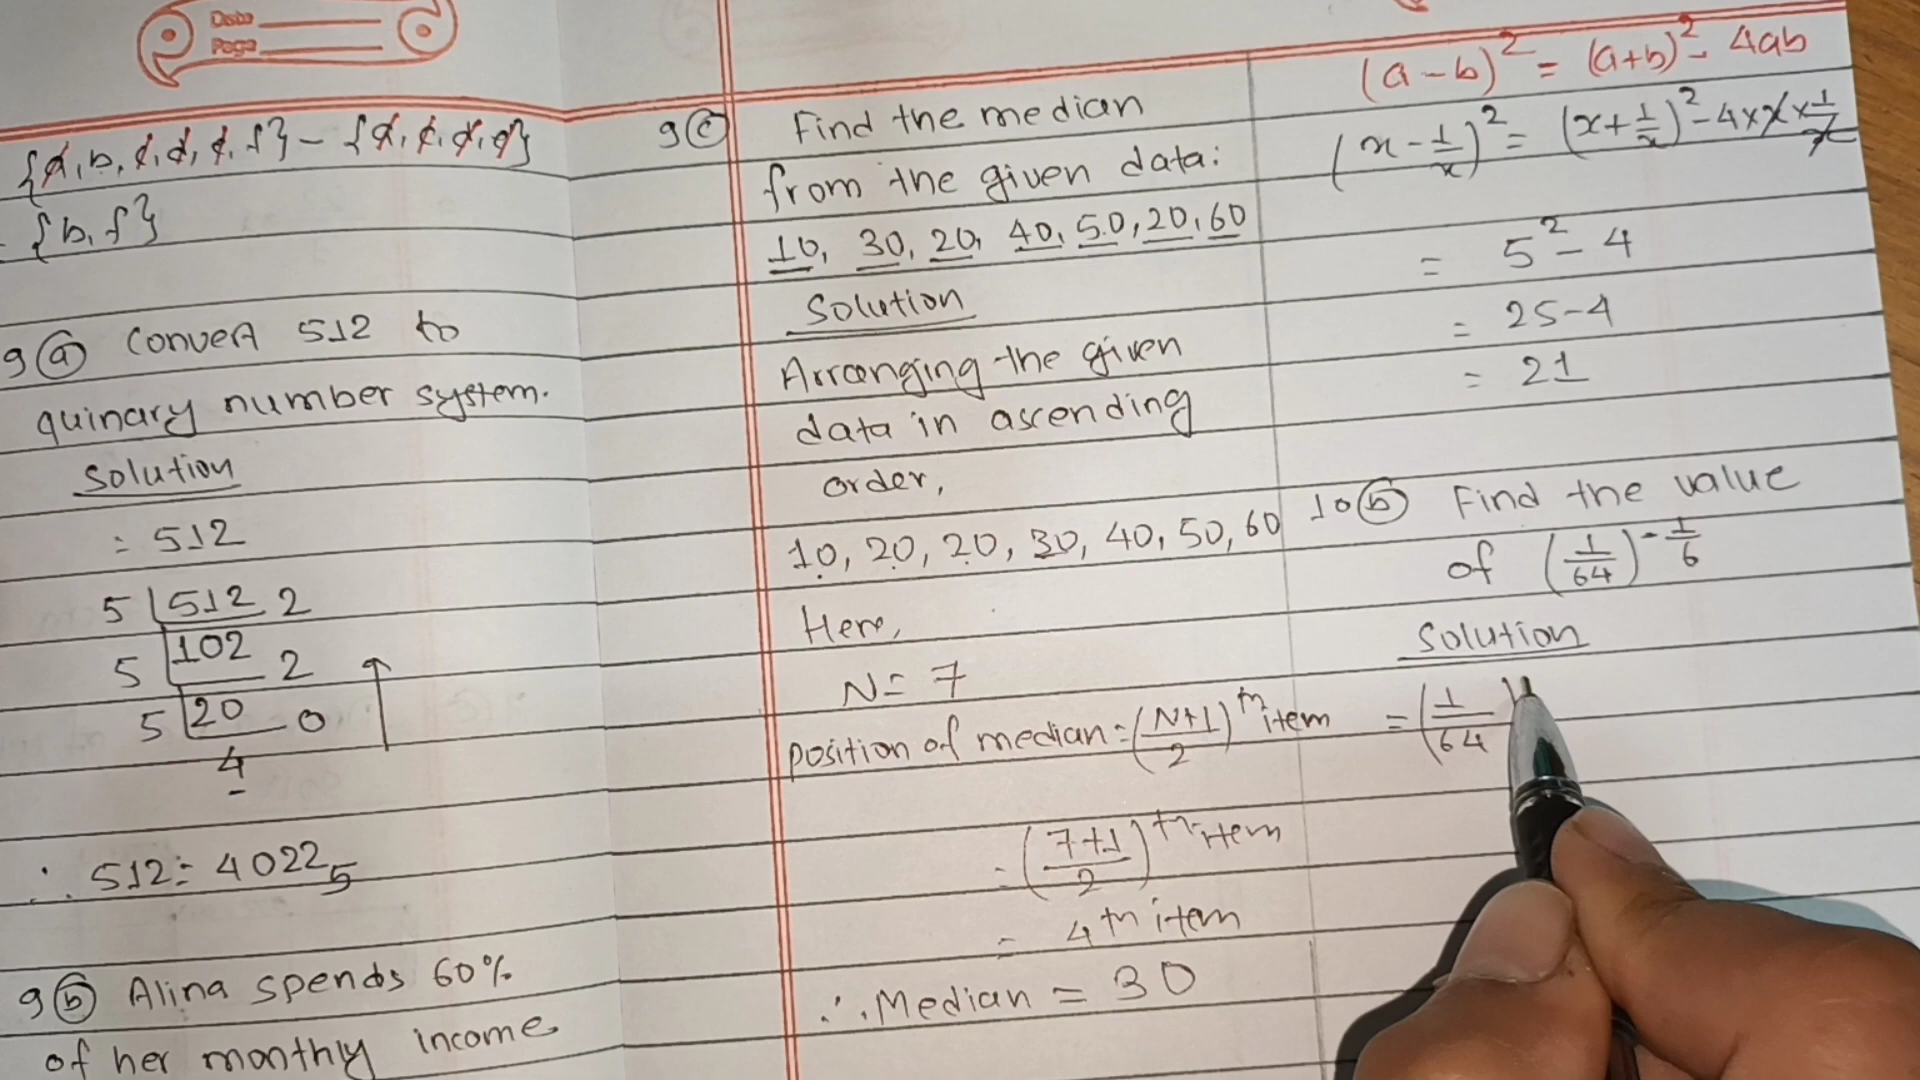 Date
Page
{a, b, c, d, e, f} - {a, c, d, e}
= {b, f}
9 (a) Convert 512 to
quinary number system.
Solution
= 512
5 | 512 2
5 | 102 2
5 | 20 - 0
4
∴ 512 = 4022₅
9 (b) Alina spends 60%
of her monthly income
9 (c) Find the median
from the given data:
10, 30, 20, 40, 50, 20, 60
Solution
Arranging the given
data in ascending
order,
10, 20, 20, 30, 40, 50, 60
Here,
N = 7
Position of median = (N+1/2)th item
= (7+1/2)th item
= 4th item
∴ Median = 30
(a - b)² = (a+b)² - 4ab
(x - 1/x)² = (x + 1/x)² - 4×x×1/x
= 5² - 4
= 25 - 4
= 21
10 (b) Find the value
of (1/64)^-1/6
Solution
= (1/64)